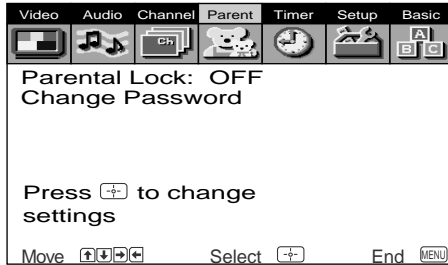 Video Audio Channel Parent Timer Setup Basic
Ch A B C
Parental Lock: OFF
Change Password
Press to change
settings
Move Select End MENU